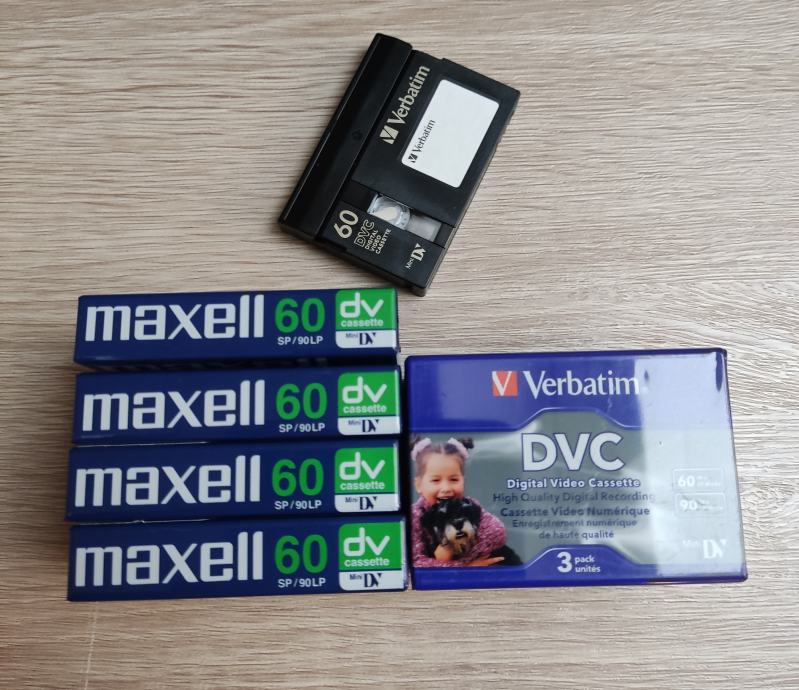 Verbatim
Verbatim
60
DVC
DIGITAL
VIDEO
CASSETTE
Mini DV
maxell 60 dv
cassette
SP/90LP
Mini DV
maxell 60 dv
cassette
SP/90LP
Mini DV
maxell 60 dv
cassette
SP/90LP
Mini DV
maxell 60 dv
cassette
SP/90LP
Mini DV
Verbatim
DVC
Digital Video Cassette
High Quality Digital Recording
Cassette Vidéo Numérique
Enregistrement numérique
de haute qualité
60
90
Mini DV
3 pack
unités